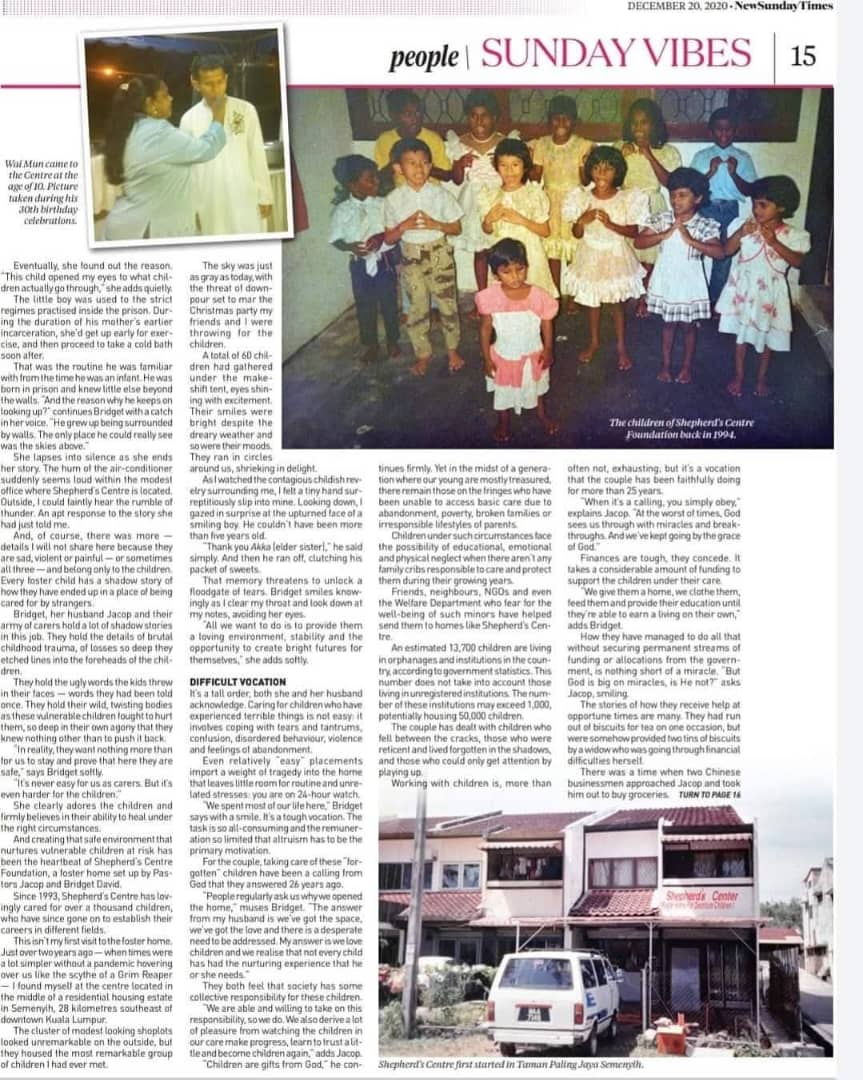 DECEMBER 20, 2020 • NewSundayTimes
people | SUNDAY VIBES | 15
Wai Mun came to
the Centre at the
age of 10. Picture
taken during his
30th birthday
celebrations.
The children of Shepherd's Centre
Foundation back in 1994.
Eventually, she found out the reason.
"This child opened my eyes to what chil-
dren actually go through," she adds quietly.
The little boy was used to the strict
regimes practised inside the prison. Dur-
ing the duration of his mother's earlier
incarceration, she'd get up early for exer-
cise, and then proceed to take a cold bath
soon after.
That was the routine he was familiar
with from the time he was an infant. He was
born in prison and knew little else beyond
the walls. "And the reason why he keeps on
looking up?" continues Bridget with a catch
in her voice. "He grew up being surrounded
by walls. The only place he could really see
was the skies above."
She lapses into silence as she ends
her story. The hum of the air-conditioner
suddenly seems loud within the modest
office where Shepherd's Centre is located.
Outside, I could faintly hear the rumble of
thunder. An apt response to the story she
had just told me.
And, of course, there was more —
details I will not share here because they
are sad, violent or painful — or sometimes
all three — and belong only to the children.
Every foster child has a shadow story of
how they have ended up in a place of being
cared for by strangers.
Bridget, her husband Jacop and their
army of carers hold a lot of shadow stories
in this job. They hold the details of brutal
childhood trauma, of losses so deep they
etched lines into the foreheads of the chil-
dren.
They hold the ugly words the kids threw
in their faces — words they had been told
once. They hold their wild, twisting bodies
as these vulnerable children fought to hurt
them, so deep in their own agony that they
knew nothing other than to push it back.
"In reality, they want nothing more than
for us to stay and prove that here they are
safe," says Bridget softly.
"It's never easy for us as carers. But it's
even harder for the children."
She clearly adores the children and
firmly believes in their ability to heal under
the right circumstances.
And creating that safe environment that
nurtures vulnerable children at risk has
been the heartbeat of Shepherd's Centre
Foundation, a foster home set up by Pas-
tors Jacop and Bridget David.
Since 1993, Shepherd's Centre has lov-
ingly cared for over a thousand children,
who have since gone on to establish their
careers in different fields.
This isn't my first visit to the foster home.
Just over two years ago — when times were
a lot simpler without a pandemic hovering
over us like the scythe of a Grim Reaper
— I found myself at the centre located in
the middle of a residential housing estate
in Semenyih, 28 kilometres southeast of
downtown Kuala Lumpur.
The cluster of modest looking shoplots
looked unremarkable on the outside, but
they housed the most remarkable group
of children I had ever met.
The sky was just
as gray as today, with
the threat of down-
pour set to mar the
Christmas party my
friends and I were
throwing for the
children.
A total of 60 chil-
dren had gathered
under the make-
shift tent, eyes shin-
ing with excitement.
Their smiles were
bright despite the
dreary weather and
so were their moods.
They ran in circles
around us, shrieking in delight.
As I watched the contagious childish rev-
elry surrounding me, I felt a tiny hand sur-
reptitiously slip into mine. Looking down, I
gazed in surprise at the upturned face of a
smiling boy. He couldn't have been more
than five years old.
"Thank you Akka [elder sister]," he said
simply. And then he ran off, clutching his
packet of sweets.
That memory threatens to unlock a
floodgate of tears. Bridget smiles know-
ingly as I clear my throat and look down at
my notes, avoiding her eyes.
"All we want to do is to provide them
a loving environment, stability and the
opportunity to create bright futures for
themselves," she adds softly.
DIFFICULT VOCATION
It's a tall order, both she and her husband
acknowledge. Caring for children who have
experienced terrible things is not easy: it
involves coping with tears and tantrums,
confusion, disordered behaviour, violence
and feelings of abandonment.
Even relatively "easy" placements
import a weight of tragedy into the home
that leaves little room for routine and unre-
lated stresses: you are on 24-hour watch.
"We spent most of our life here," Bridget
says with a smile. It's a tough vocation. The
task is so all-consuming and the remuner-
ation so limited that altruism has to be the
primary motivation.
For the couple, taking care of these "for-
gotten" children have been a calling from
God that they answered 26 years ago.
"People regularly ask us why we opened
the home," muses Bridget. "The answer
from my husband is we've got the space,
we've got the love and there is a desperate
need to be addressed. My answer is we love
children and we realise that not every child
has had the nurturing experience that he
or she needs."
They both feel that society has some
collective responsibility for these children.
"We are able and willing to take on this
responsibility, so we do. We also derive a lot
of pleasure from watching the children in
our care make progress, learn to trust a lit-
tle and become children again," adds Jacop.
"Children are gifts from God," he con-
tinues firmly. Yet in the midst of a genera-
tion where our young are mostly treasured,
there remain those on the fringes who have
been unable to access basic care due to
abandonment, poverty, broken families or
irresponsible lifestyles of parents.
Children under such circumstances face
the possibility of educational, emotional
and physical neglect when there aren't any
family cribs responsible to care and protect
them during their growing years.
Friends, neighbours, NGOs and even
the Welfare Department who fear for the
well-being of such minors have helped
send them to homes like Shepherd's Cen-
tre.
An estimated 13,700 children are living
in orphanages and institutions in the coun-
try, according to government statistics. This
number does not take into account those
living in unregistered institutions. The num-
ber of these institutions may exceed 1,000,
potentially housing 50,000 children.
The couple has dealt with children who
fell between the cracks, those who were
reticent and lived forgotten in the shadows,
and those who could only get attention by
playing up.
Working with children is, more than
often not, exhausting; but it's a vocation
that the couple has been faithfully doing
for more than 25 years.
"When it's a calling, you simply obey,"
explains Jacop. "At the worst of times, God
sees us through with miracles and break-
throughs. And we've kept going by the grace
of God."
Finances are tough, they concede. It
takes a considerable amount of funding to
support the children under their care.
"We give them a home, we clothe them,
feed them and provide their education until
they're able to earn a living on their own,"
adds Bridget.
How they have managed to do all that
without securing permanent streams of
funding or allocations from the govern-
ment, is nothing short of a miracle. "But
God is big on miracles, is He not?" asks
Jacop, smiling.
The stories of how they receive help at
opportune times are many. They had run
out of biscuits for tea on one occasion, but
were somehow provided two tins of biscuits
by a widow who was going through financial
difficulties herself.
There was a time when two Chinese
businessmen approached Jacop and took
him out to buy groceries. TURN TO PAGE 16
Shepherd's Center
Shepherd's Centre first started in Taman Paling Jaya Semenyih.